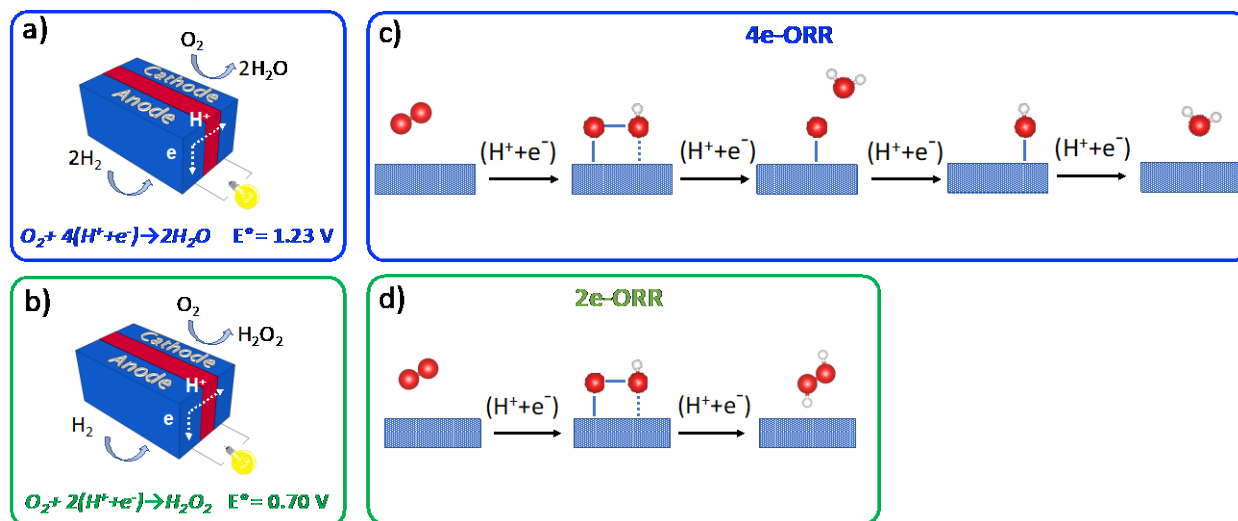 a)
O₂
2H₂O
Cathode
Anode
H⁺
e
2H₂
O₂+ 4(H⁺+e⁻)→2H₂O E°= 1.23 V
c)
4e-ORR
(H⁺+e⁻)
(H⁺+e⁻)
(H⁺+e⁻)
(H⁺+e⁻)
b)
O₂
H₂O₂
Cathode
Anode
H⁺
e
H₂
O₂+ 2(H⁺+e⁻)→H₂O₂ E°= 0.70 V
d)
2e-ORR
(H⁺+e⁻)
(H⁺+e⁻)